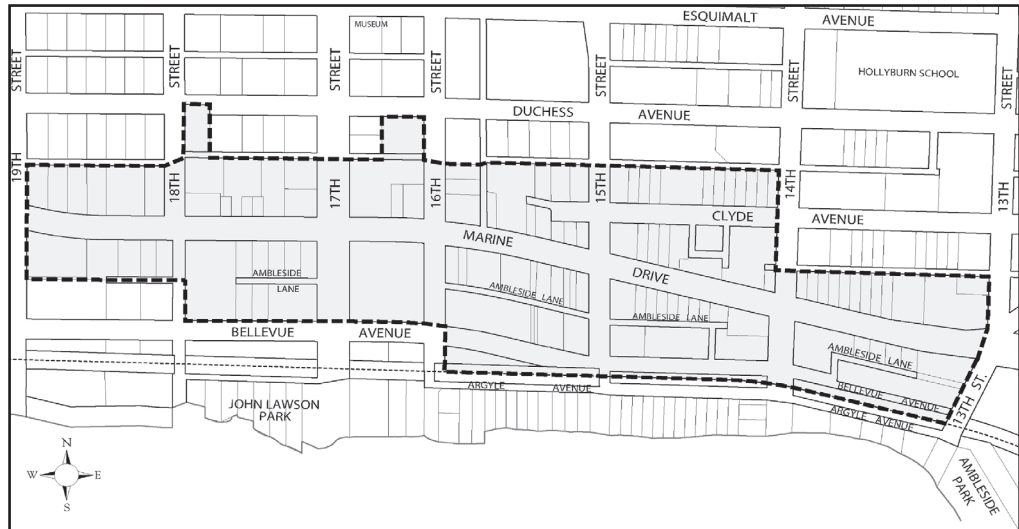 ESQUIMALT AVENUE
MUSEUM
STREET
STREET
STREET
STREET
STREET
STREET
STREET
HOLLYBURN SCHOOL
DUCHESS AVENUE
19TH
18TH
17TH
16TH
15TH
14TH
13TH
CLYDE AVENUE
MARINE DRIVE
AMBLESIDE
LANE
AMBLESIDE LANE
AMBLESIDE LANE
BELLEVUE AVENUE
AMBLESIDE LANE
BELLEVUE AVENUE
ARGYLE AVENUE
ARGYLE AVENUE
13TH ST.
JOHN LAWSON
PARK
AMBLESIDE
PARK
N
W E
S